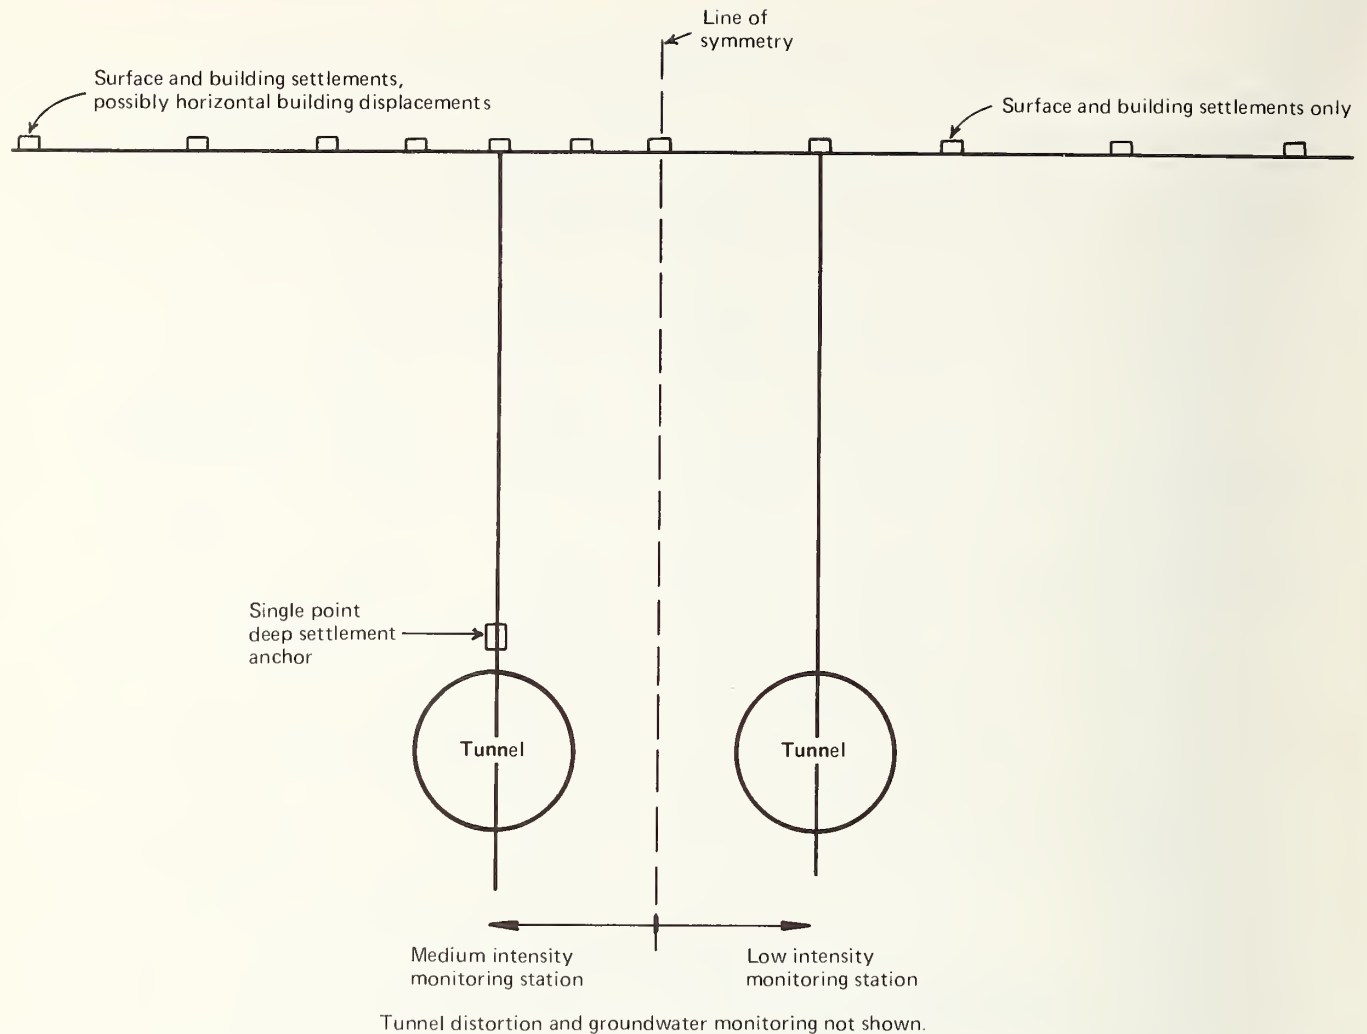 Line of
symmetry
Surface and building settlements,
possibly horizontal building displacements
Surface and building settlements only
Single point
deep settlement
anchor
Tunnel
Tunnel
Medium intensity
monitoring station
Low intensity
monitoring station
Tunnel distortion and groundwater monitoring not shown.